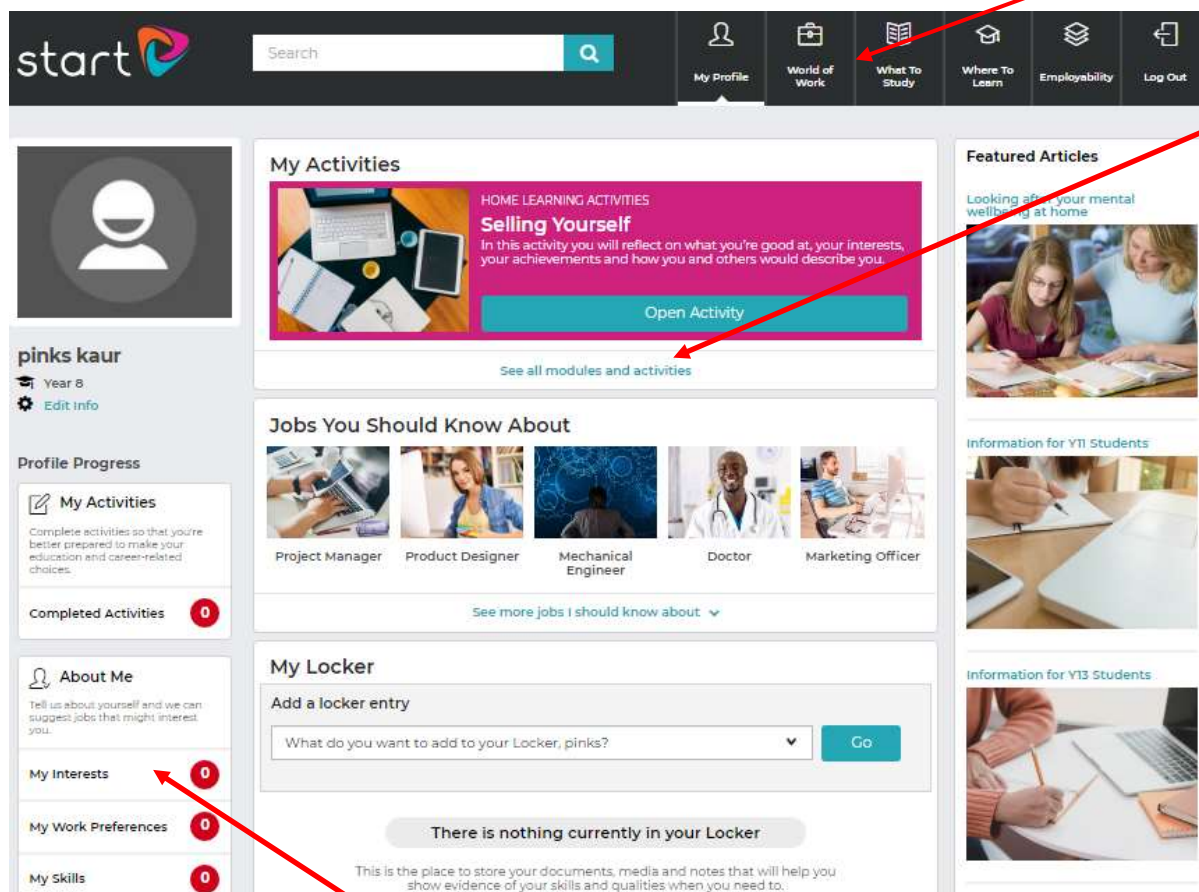 start
Search
My Profile
World of
Work
What To
Study
Where To
Learn
Employability
Log Out
pinks kaur
Year 8
Edit Info
Profile Progress
My Activities
Complete activities so that you're
better prepared to make your
education and career-related
choices.
Completed Activities 0
About Me
Tell us about yourself and we can
suggest jobs that might interest
you.
My Interests 0
My Work Preferences 0
My Skills 0
My Activities
HOME LEARNING ACTIVITIES
Selling Yourself
In this activity you will reflect on what you're good at, your interests,
your achievements and how you and others would describe you.
Open Activity
See all modules and activities
Jobs You Should Know About
Project Manager
Product Designer
Mechanical
Engineer
Doctor
Marketing Officer
See more jobs I should know about
My Locker
Add a locker entry
What do you want to add to your Locker, pinks?
Go
There is nothing currently in your Locker
This is the place to store your documents, media and notes that will help you
show evidence of your skills and qualities when you need to.
Featured Articles
Looking after your mental
wellbeing at home
Information for Y11 Students
Information for Y13 Students